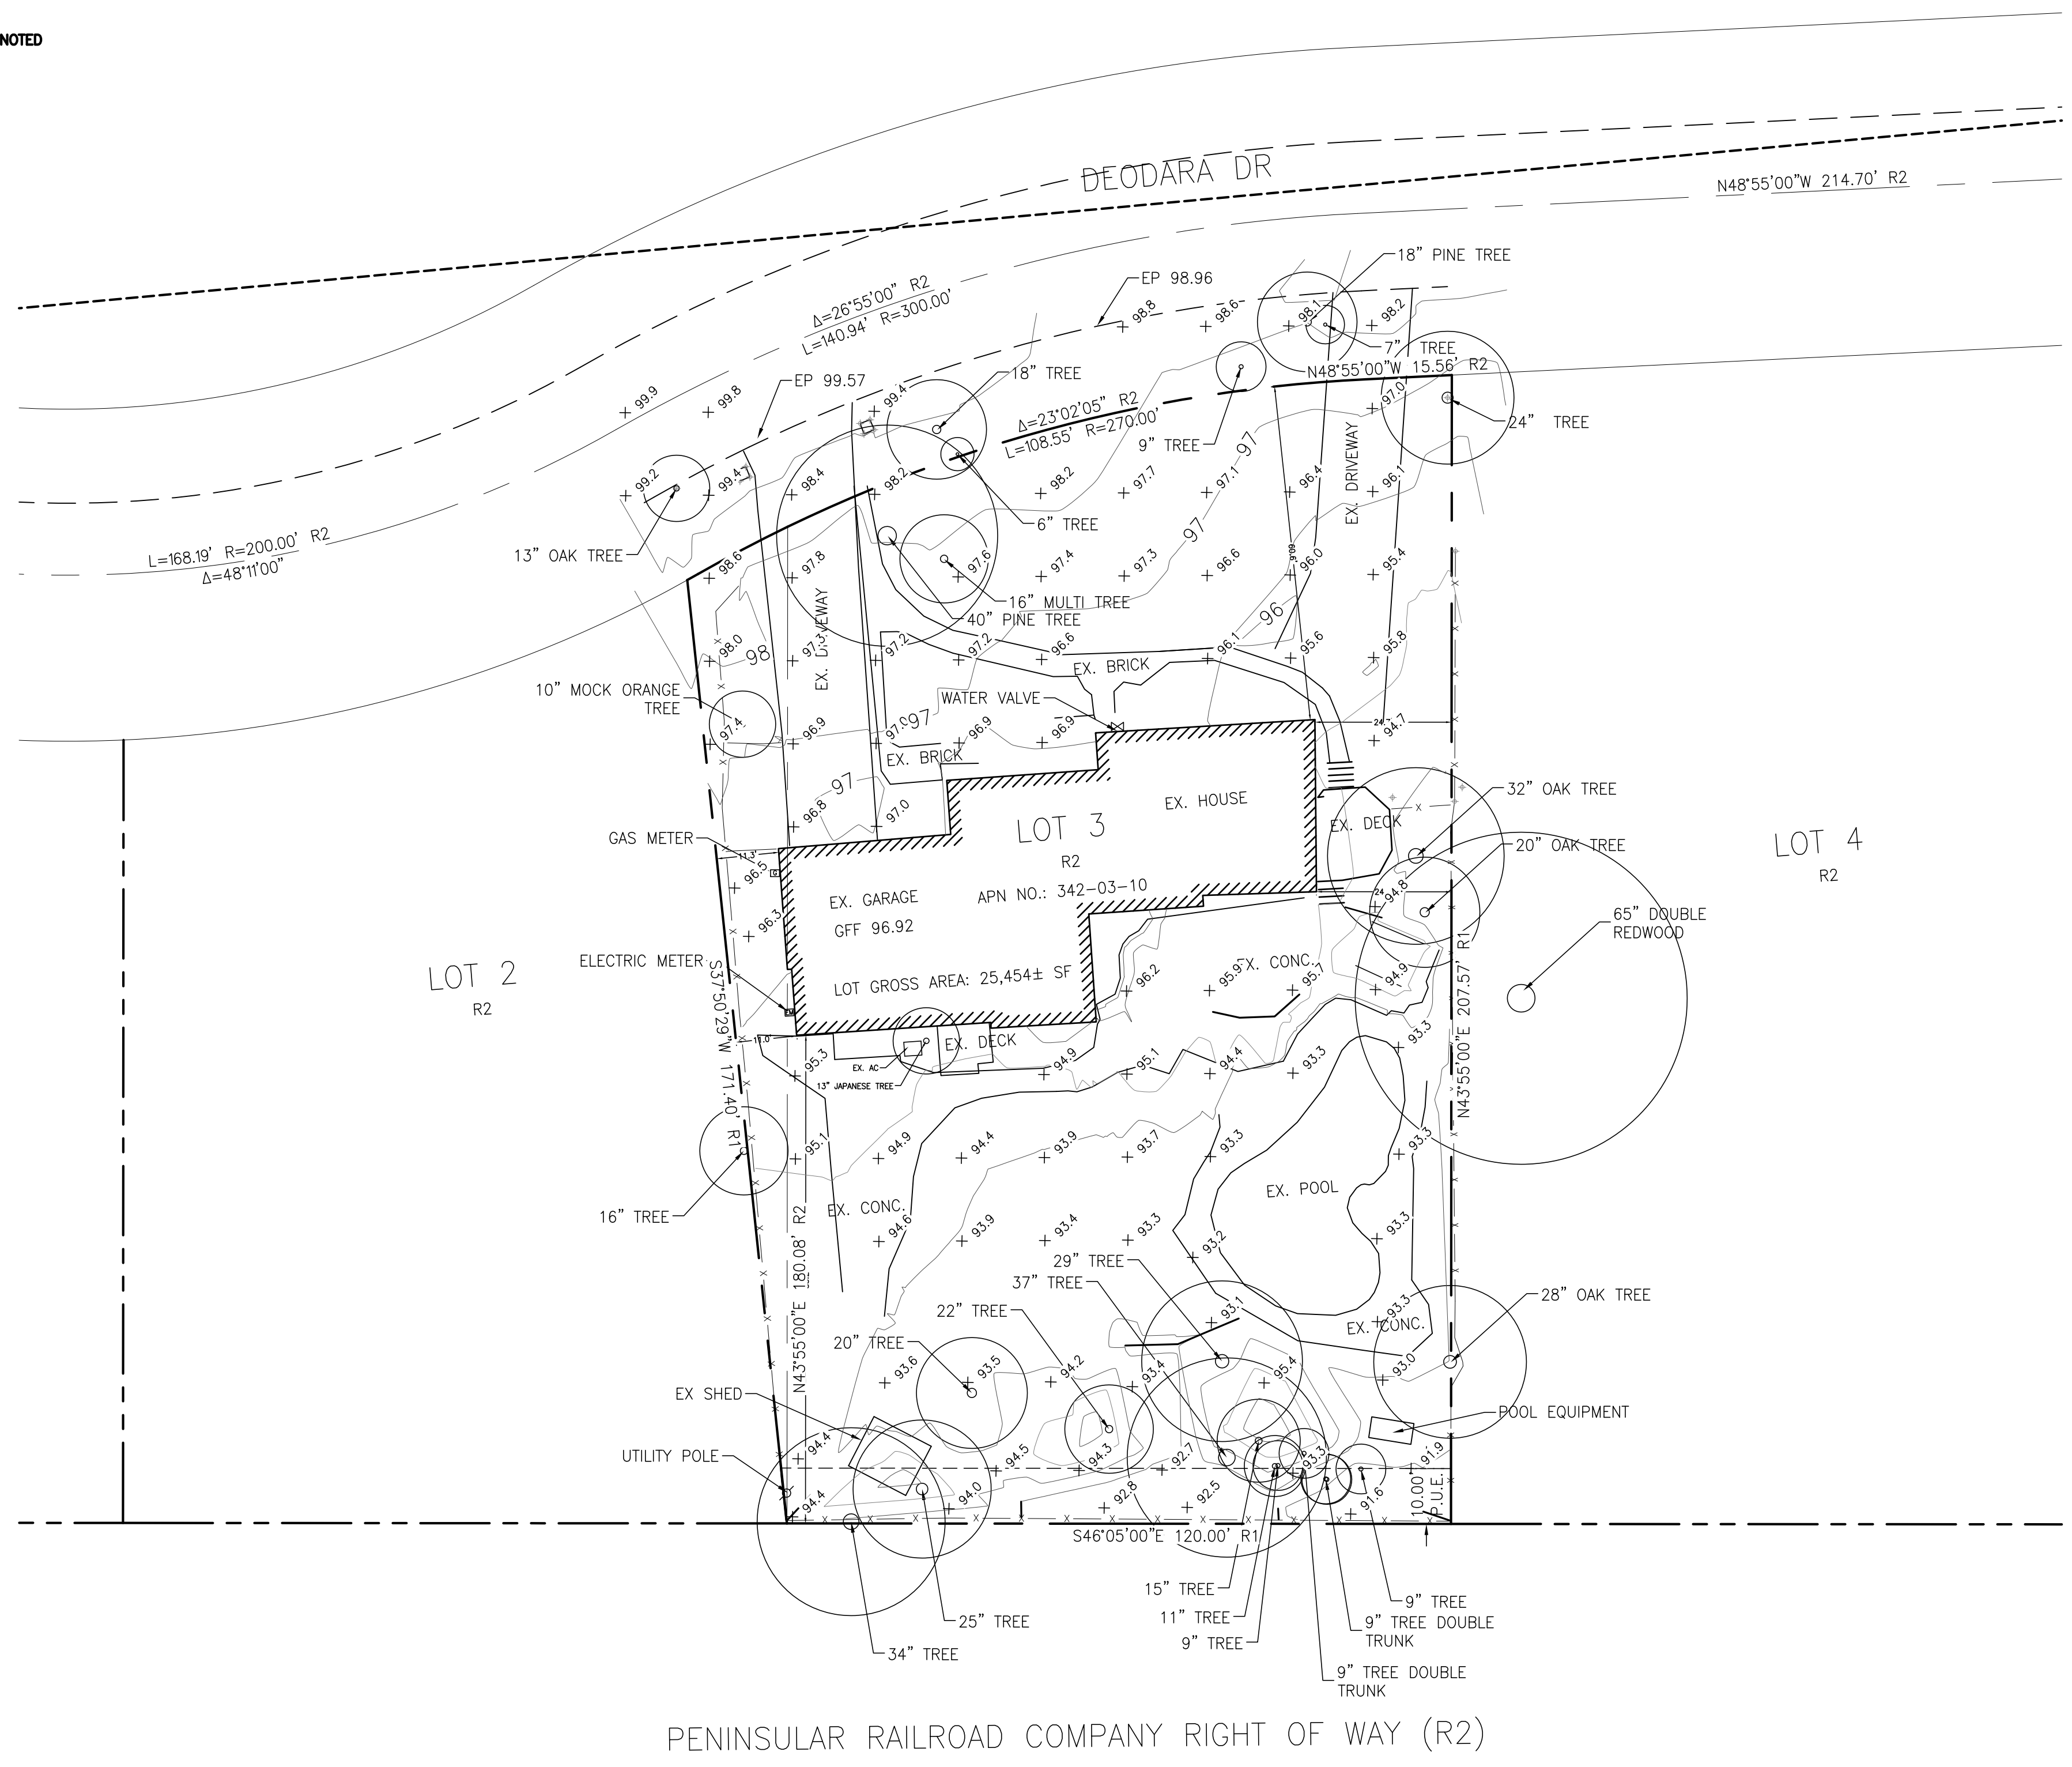 NOTED
DEODARA DR
N48°55'00"W 214.70' R2
18" PINE TREE
EP 98.96
Δ=26°55'00" R2
L=140.94' R=300.00'
98.8
98.6
98.1
98.2
7" TREE
N48°55'00"W 15.56' R2
EP 99.57
18" TREE
99.9
99.8
99.4
Δ=23°02'05" R2
L=108.55' R=270.00'
97.0
24" TREE
9" TREE
97
EX. DRIVEWAY
99.2
99.4
98.4
98.2
98.2
97.7
97.1
96.4
96.1
6" TREE
97
13" OAK TREE
L=168.19' R=200.00' R2
Δ=48°11'00"
98.6
97.8
97.6
97.4
97.3
96.6
60.6
96.0
95.4
16" MULTI TREE
40" PINE TREE
96
EX. DRIVEWAY
98.0
98
97.3
97.2
97.2
96.6
96.1
95.6
95.8
EX. BRICK
10" MOCK ORANGE
TREE
WATER VALVE
97.4
96.9
97.0
97
96.9
96.9
24'
94.7
EX. BRICK
97
96.8
97.0
EX. HOUSE
32" OAK TREE
LOT 3
R2
EX. DECK
GAS METER
20" OAK TREE
LOT 4
R2
11.3'
96.5
G
EX. GARAGE
APN NO.: 342-03-10
GFF 96.92
24'
94.8
65" DOUBLE
REDWOOD
96.3
ELECTRIC METER
LOT 2
R2
LOT GROSS AREA: 25,454± SF
EM
96.2
95.9
EX. CONC.
95.7
94.9
S37°50'29"W 171.40' R1
N43°55'00"E 207.57' R1
11.0'
EX. DECK
EX. AC
13" JAPANESE TREE
95.3
94.9
95.1
94.4
93.3
93.3
95.1
94.9
94.4
93.9
93.7
93.3
93.3
EX. POOL
16" TREE
EX. CONC.
94.6
93.9
93.4
93.3
93.2
93.3
N43°55'00"E 180.08' R2
29" TREE
37" TREE
22" TREE
28" OAK TREE
93.1
93.3
EX. CONC.
20" TREE
93.6
93.5
94.2
93.4
95.4
93.0
EX SHED
POOL EQUIPMENT
UTILITY POLE
94.4
94.5
94.3
92.7
93.3
91.9
94.4
94.0
92.8
92.5
91.6
10.00'
P.U.E.
S46°05'00"E 120.00' R1
15" TREE
9" TREE
11" TREE
9" TREE DOUBLE
TRUNK
25" TREE
9" TREE
34" TREE
9" TREE DOUBLE
TRUNK
PENINSULAR RAILROAD COMPANY RIGHT OF WAY (R2)